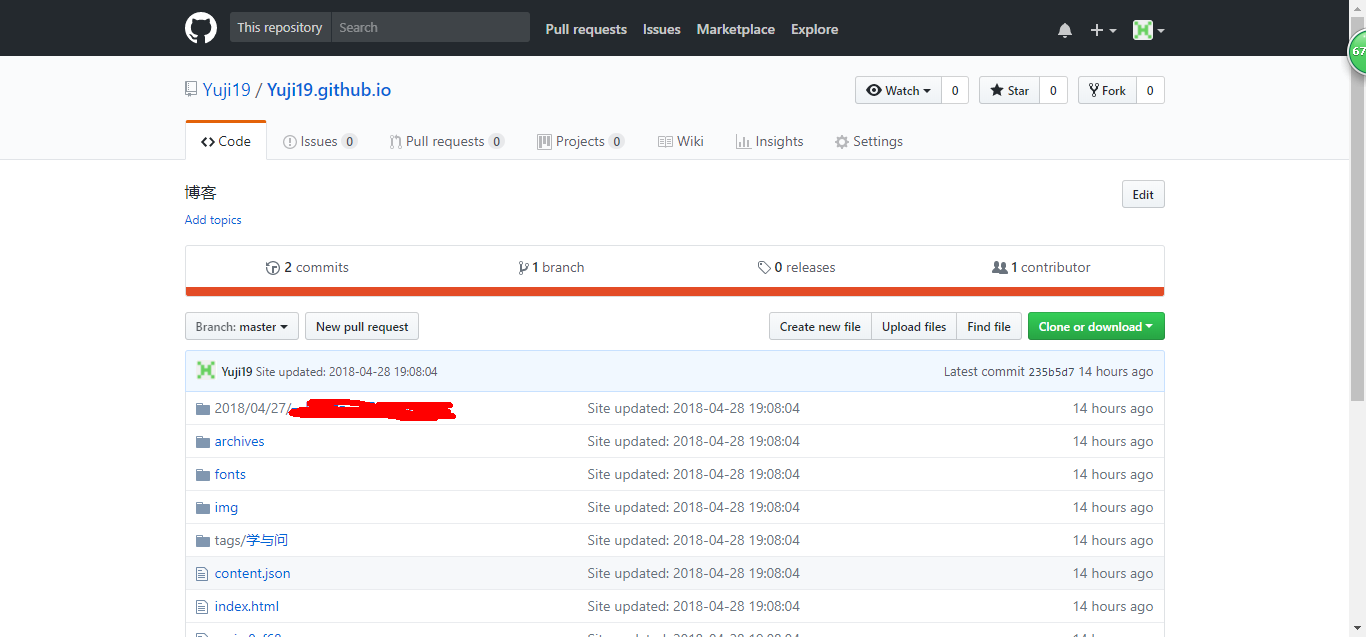 This repository Search Pull requests Issues Marketplace Explore
67
Yuji19 / Yuji19.github.io Watch 0 Star 0 Fork 0
Code Issues 0 Pull requests 0 Projects 0 Wiki Insights Settings
博客 Edit
Add topics
2 commits 1 branch 0 releases 1 contributor
Branch: master New pull request Create new file Upload files Find file Clone or download
Yuji19 Site updated: 2018-04-28 19:08:04 Latest commit 235b5d7 14 hours ago
2018/04/27/ Site updated: 2018-04-28 19:08:04 14 hours ago
archives Site updated: 2018-04-28 19:08:04 14 hours ago
fonts Site updated: 2018-04-28 19:08:04 14 hours ago
img Site updated: 2018-04-28 19:08:04 14 hours ago
tags/学与问 Site updated: 2018-04-28 19:08:04 14 hours ago
content.json Site updated: 2018-04-28 19:08:04 14 hours ago
index.html Site updated: 2018-04-28 19:08:04 14 hours ago